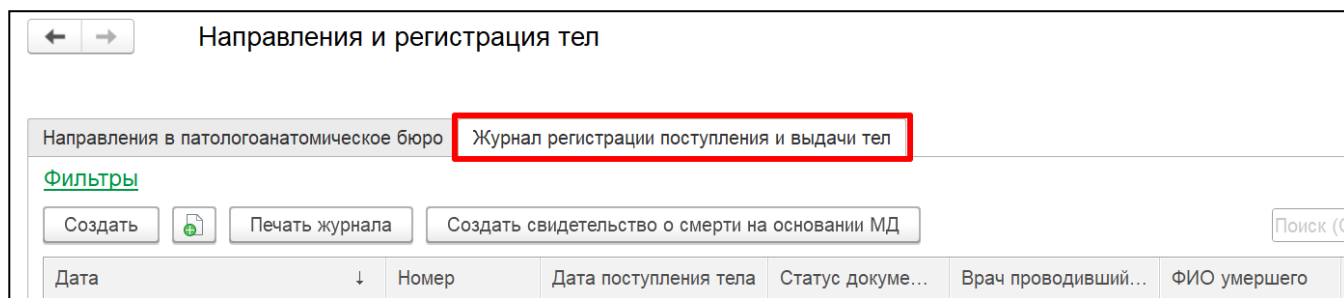 Направления и регистрация тел
Направления в патологоанатомическое бюро Журнал регистрации поступления и выдачи тел
Фильтры
Создать Печать журнала Создать свидетельство о смерти на основании МД Поиск (
Дата ↓ Номер Дата поступления тела Статус докуме... Врач проводивший... ФИО умершего